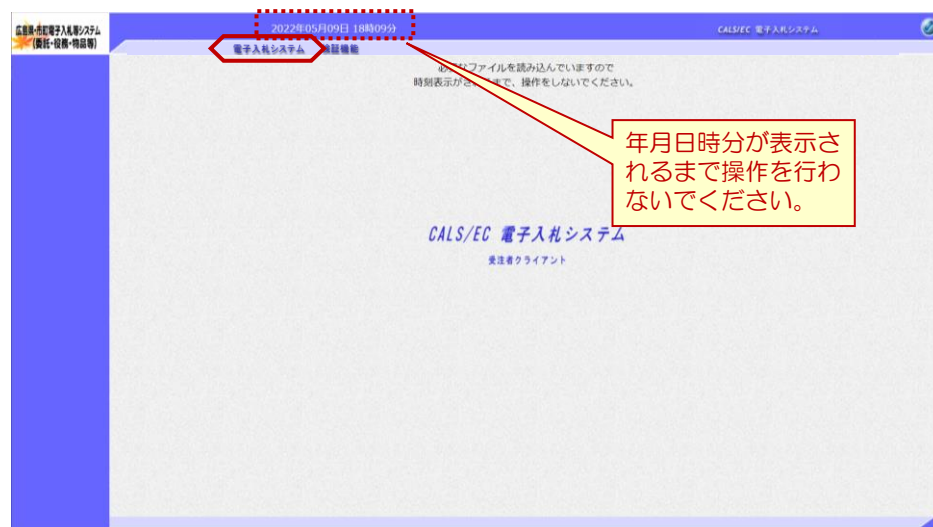 広島県・市町電子入札等システム
(委託・役務・物品等)
2022年05月09日 18時09分
CALS/EC 電子入札システム
電子入札システム 検証機能
必要なファイルを読み込んでいますので
時刻表示がされるまで、操作をしないでください。
年月日時分が表示さ
れるまで操作を行わ
ないでください。
CALS/EC 電子入札システム
受注者クライアント